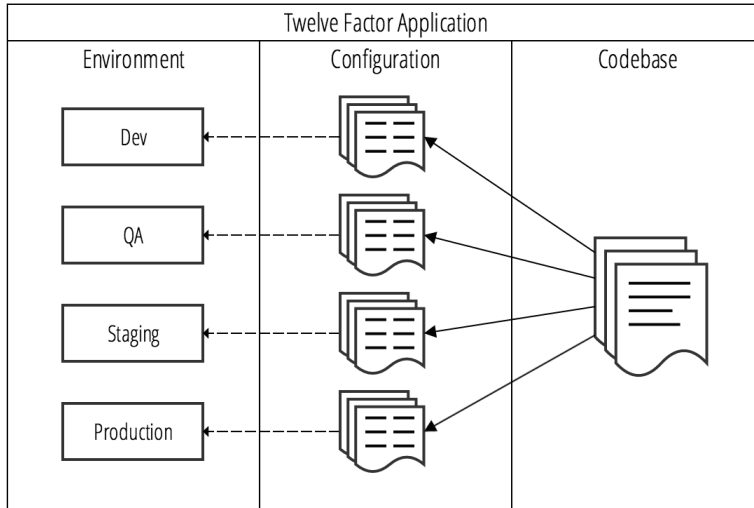 Twelve Factor Application
Environment
Configuration
Codebase
Dev
QA
Staging
Production